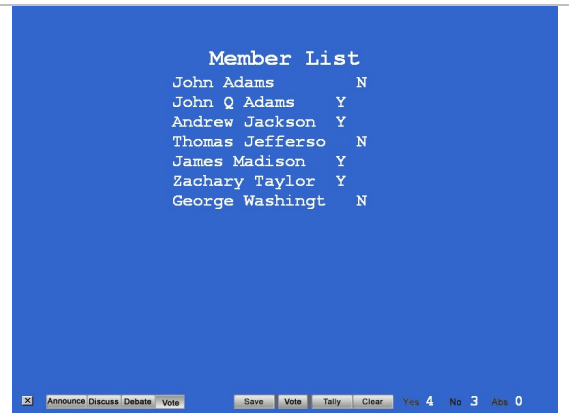 Member List
John Adams N
John Q Adams Y
Andrew Jackson Y
Thomas Jefferso N
James Madison Y
Zachary Taylor Y
George Washingt N
X Announce Discuss Debate Vote Save Vote Tally Clear Yes 4 No 3 Abs 0